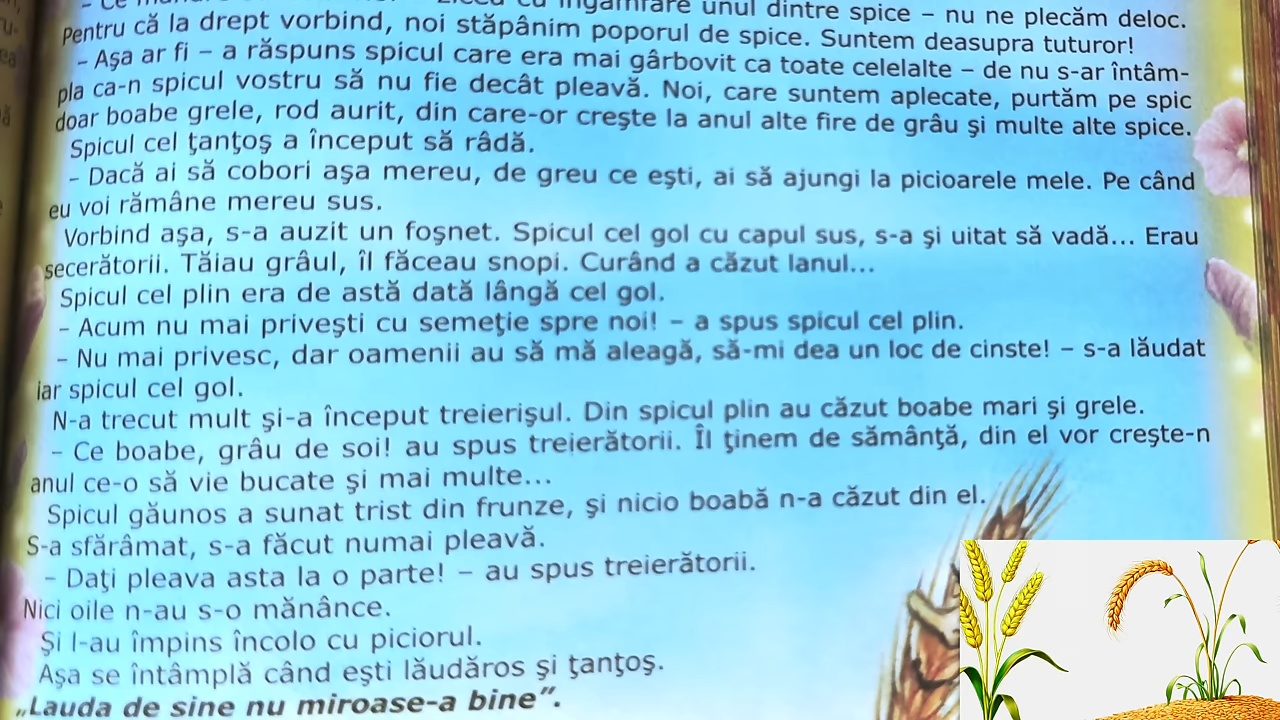 îngâmfare unul dintre spice – nu ne plecăm deloc.
Pentru că la drept vorbind, noi stăpânim poporul de spice. Suntem deasupra tuturor!
– Aşa ar fi – a răspuns spicul care era mai gârbovit ca toate celelalte – de nu s-ar întâm-
pla ca-n spicul vostru să nu fie decât pleavă. Noi, care suntem aplecate, purtăm pe spic
doar boabe grele, rod aurit, din care-or creşte la anul alte fire de grâu şi multe alte spice.
Spicul cel ţanţoş a început să râdă.
– Dacă ai să cobori aşa mereu, de greu ce eşti, ai să ajungi la picioarele mele. Pe când
eu voi rămâne mereu sus.
Vorbind aşa, s-a auzit un foşnet. Spicul cel gol cu capul sus, s-a şi uitat să vadă... Erau
secerătorii. Tăiau grâul, îl făceau snopi. Curând a căzut lanul...
Spicul cel plin era de astă dată lângă cel gol.
– Acum nu mai priveşti cu semeţie spre noi! – a spus spicul cel plin.
– Nu mai privesc, dar oamenii au să mă aleagă, să-mi dea un loc de cinste! – s-a lăudat
iar spicul cel gol.
N-a trecut mult şi-a început treierişul. Din spicul plin au căzut boabe mari şi grele.
– Ce boabe, grâu de soi! au spus treierătorii. Îl ţinem de sămânţă, din el vor creşte-n
anul ce-o să vie bucate şi mai multe...
Spicul găunos a sunat trist din frunze, şi nicio boabă n-a căzut din el.
S-a sfărâmat, s-a făcut numai pleavă.
– Daţi pleava asta la o parte! – au spus treierătorii.
Nici oile n-au s-o mănânce.
Şi l-au împins încolo cu piciorul.
Aşa se întâmplă când eşti lăudăros şi ţanţoş.
„Lauda de sine nu miroase-a bine”.